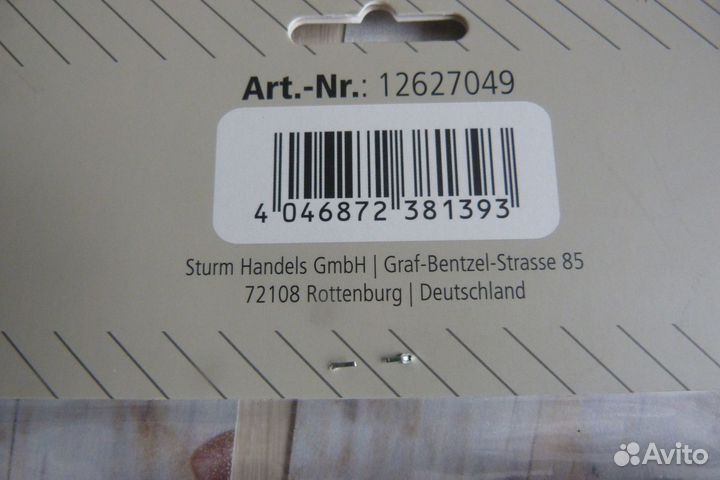 Art.-Nr.: 12627049
4 046872 381393
Sturm Handels GmbH | Graf-Bentzel-Strasse 85
72108 Rottenburg | Deutschland
Avito